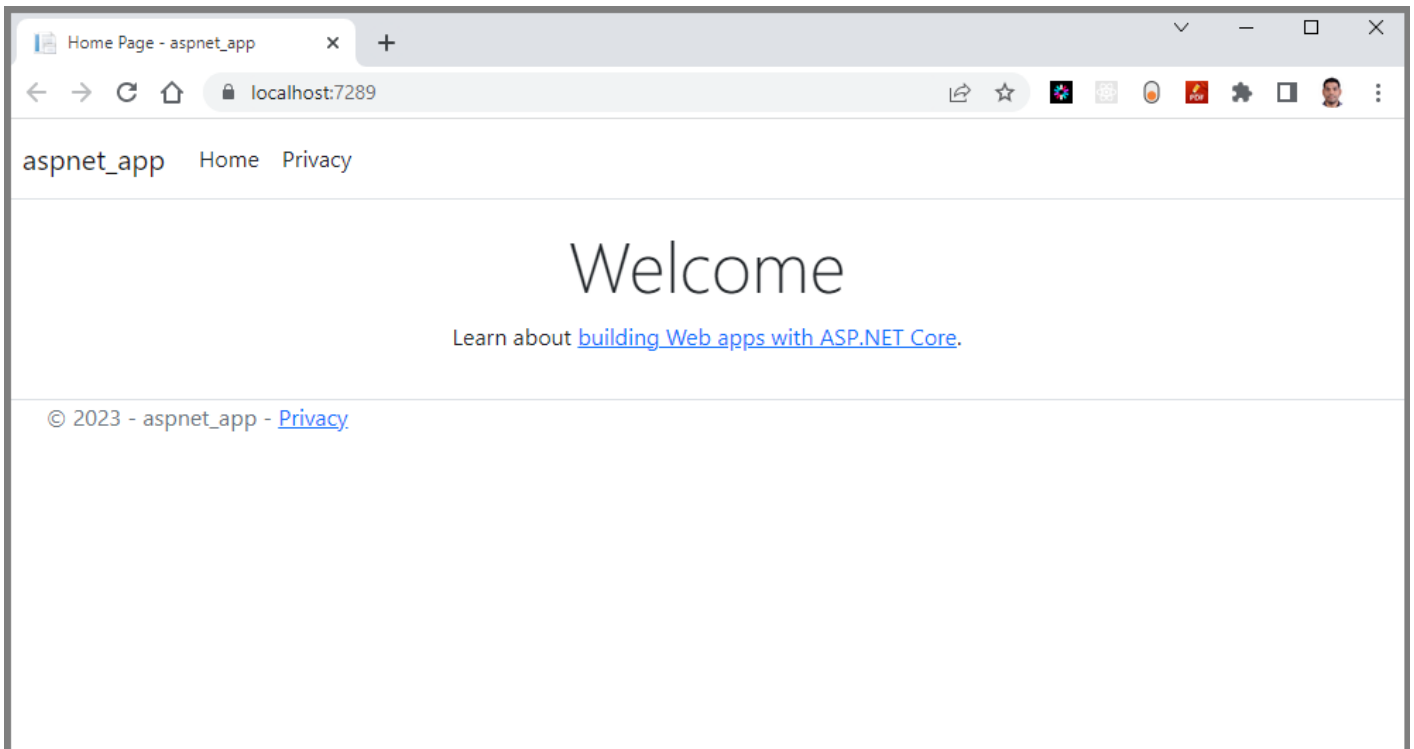 Home Page - aspnet_app
localhost:7289
PDF
aspnet_app Home Privacy
Welcome
Learn about building Web apps with ASP.NET Core.
© 2023 - aspnet_app - Privacy